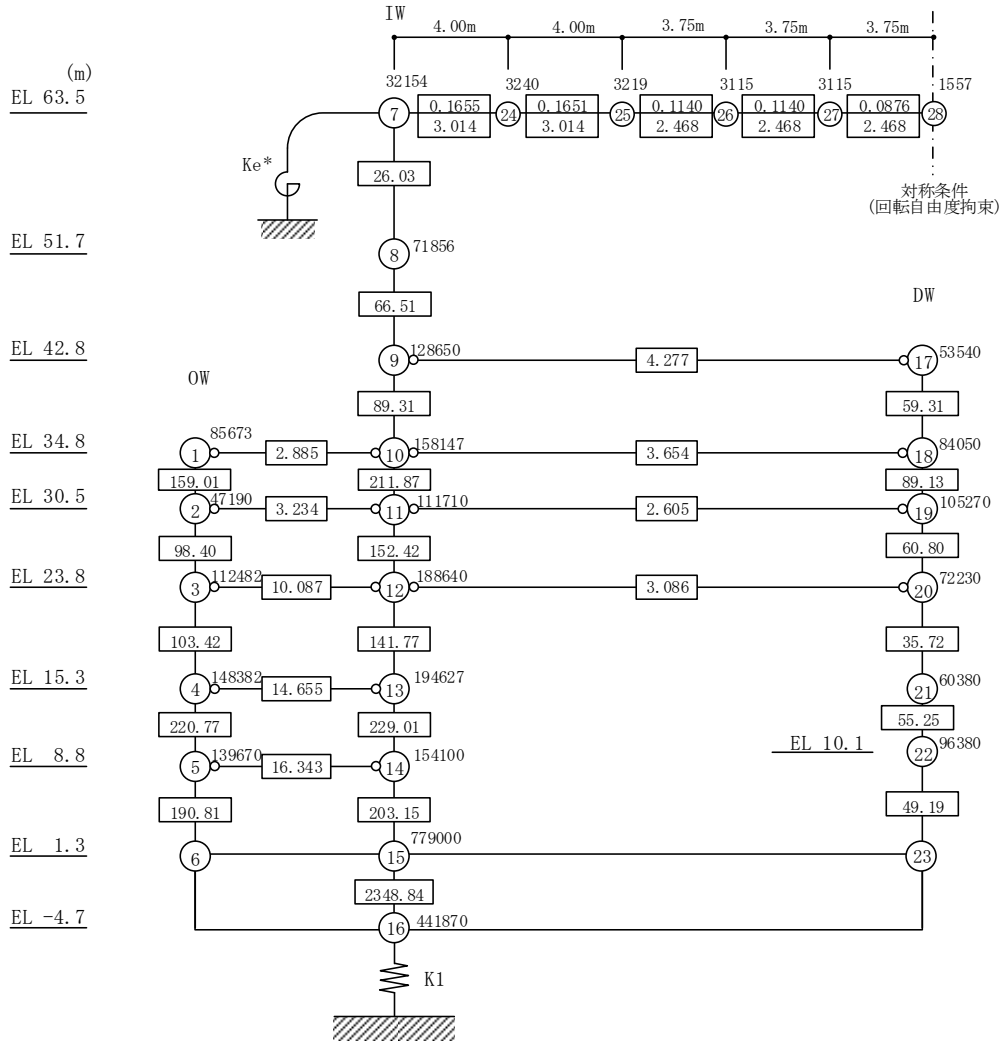 IW
4.00m 4.00m 3.75m 3.75m 3.75m
(m)
EL 63.5
32154 3240 3219 3115 3115 1557
7 0.1655 24 0.1651 25 0.1140 26 0.1140 27 0.0876 28
3.014 3.014 2.468 2.468 2.468
Ke*
26.03
対称条件
(回転自由度拘束)
EL 51.7
8 71856
66.51
DW
EL 42.8
9 128650 4.277 17 53540
OW
89.31 59.31
EL 34.8
85673 158147 84050
1 2.885 10 3.654 18
159.01 211.87 89.13
EL 30.5
47190 111710 105270
2 3.234 11 2.605 19
98.40 152.42 60.80
EL 23.8
112482 188640 72230
3 10.087 12 3.086 20
103.42 141.77 35.72
EL 15.3
148382 194627 60380
4 14.655 13 21
220.77 229.01 55.25
EL 8.8
139670 154100 EL 10.1 96380
5 16.343 14 22
190.81 203.15 49.19
EL 1.3
779000
6 15 23
2348.84
EL -4.7
16 441870
K1